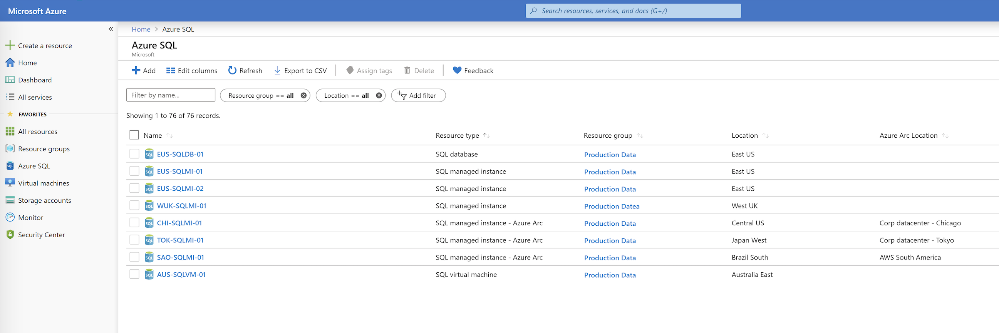 Microsoft Azure
Search resources, services, and docs (G+/)
«
Create a resource
Home
Dashboard
All services
FAVORITES
All resources
Resource groups
Azure SQL
Virtual machines
Storage accounts
Monitor
Security Center
Home > Azure SQL
Azure SQL
Microsoft
Add Edit columns Refresh Export to CSV Assign tags Delete Feedback
Filter by name... Resource group == all Location == all Add filter
Showing 1 to 76 of 76 records.
Name Resource type Resource group Location Azure Arc Location
SQL EUS-SQLDB-01 SQL database Production Data East US
SQL EUS-SQLMI-01 SQL managed instance Production Data East US
SQL EUS-SQLMI-02 SQL managed instance Production Data East US
SQL WUK-SQLMI-01 SQL managed instance Production Datea West UK
SQL CHI-SQLMI-01 SQL managed instance - Azure Arc Production Data Central US Corp datacenter - Chicago
SQL TOK-SQLMI-01 SQL managed instance - Azure Arc Production Data Japan West Corp datacenter - Tokyo
SQL SAO-SQLMI-01 SQL managed instance - Azure Arc Production Data Brazil South AWS South America
SQL AUS-SQLVM-01 SQL virtual machine Production Data Australia East